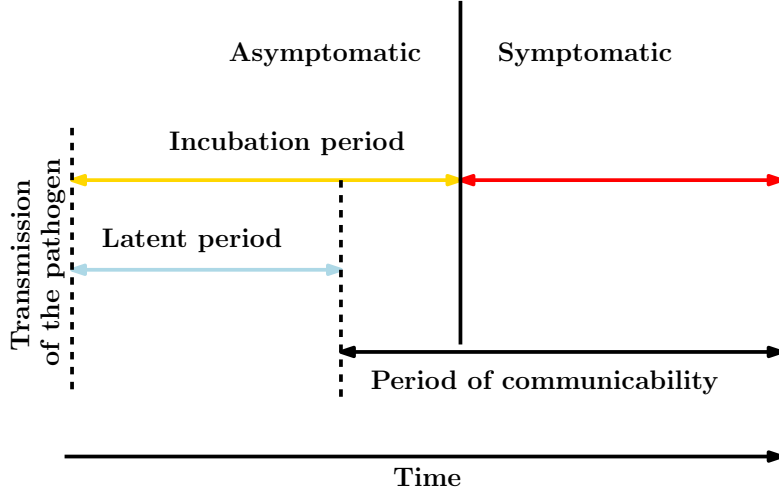 Asymptomatic
Symptomatic
Incubation period
Latent period
Transmission
of the pathogen
Period of communicability
Time